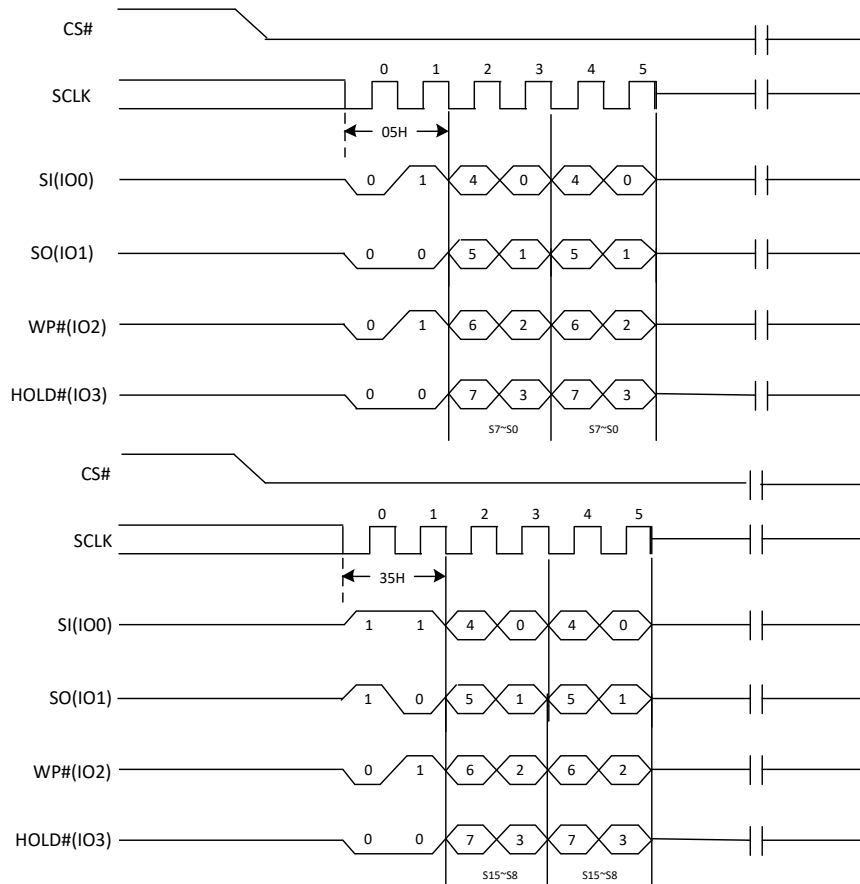 CS#
0 1 2 3 4 5
SCLK
05H
SI(IO0) 0 1 4 0 4 0
SO(IO1) 0 0 5 1 5 1
WP#(IO2) 0 1 6 2 6 2
HOLD#(IO3) 0 0 7 3 7 3
S7~S0 S7~S0
CS#
0 1 2 3 4 5
SCLK
35H
SI(IO0) 1 1 4 0 4 0
SO(IO1) 1 0 5 1 5 1
WP#(IO2) 0 1 6 2 6 2
HOLD#(IO3) 0 0 7 3 7 3
S15~S8 S15~S8